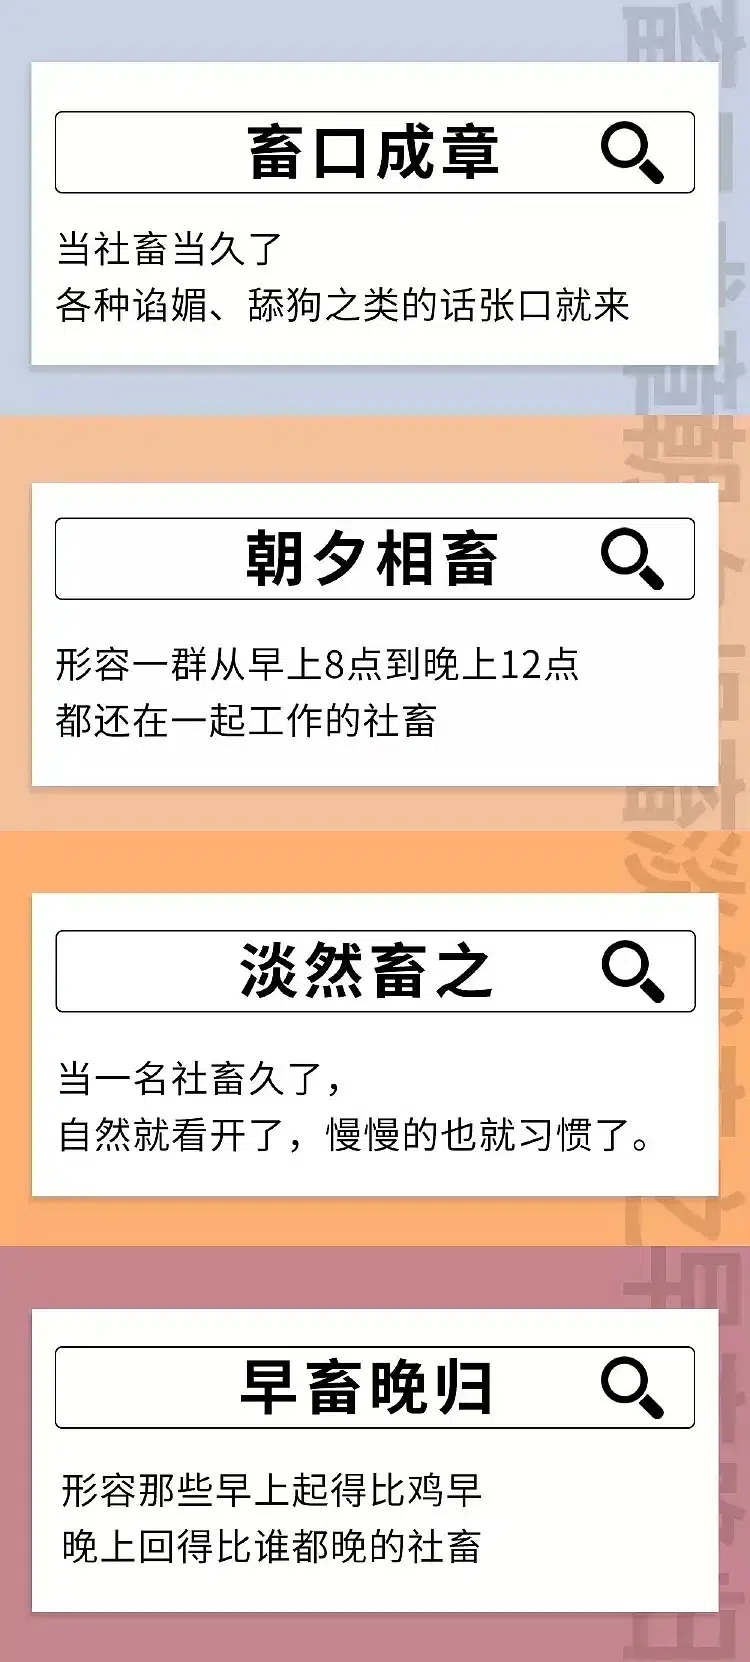 畜口成章
当社畜当久了
各种谄媚、舔狗之类的话张口就来
朝夕相畜
形容一群从早上8点到晚上12点
都还在一起工作的社畜
淡然畜之
当一名社畜久了，
自然就看开了，慢慢的也就习惯了。
早畜晚归
形容那些早上起得比鸡早
晚上回得比谁都晚的社畜